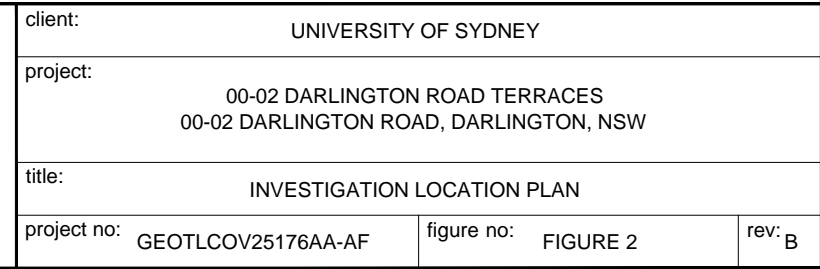 client: UNIVERSITY OF SYDNEY
project:
00-02 DARLINGTON ROAD TERRACES
00-02 DARLINGTON ROAD, DARLINGTON, NSW
title: INVESTIGATION LOCATION PLAN
project no: GEOTLCOV25176AA-AF figure no: FIGURE 2 rev: B